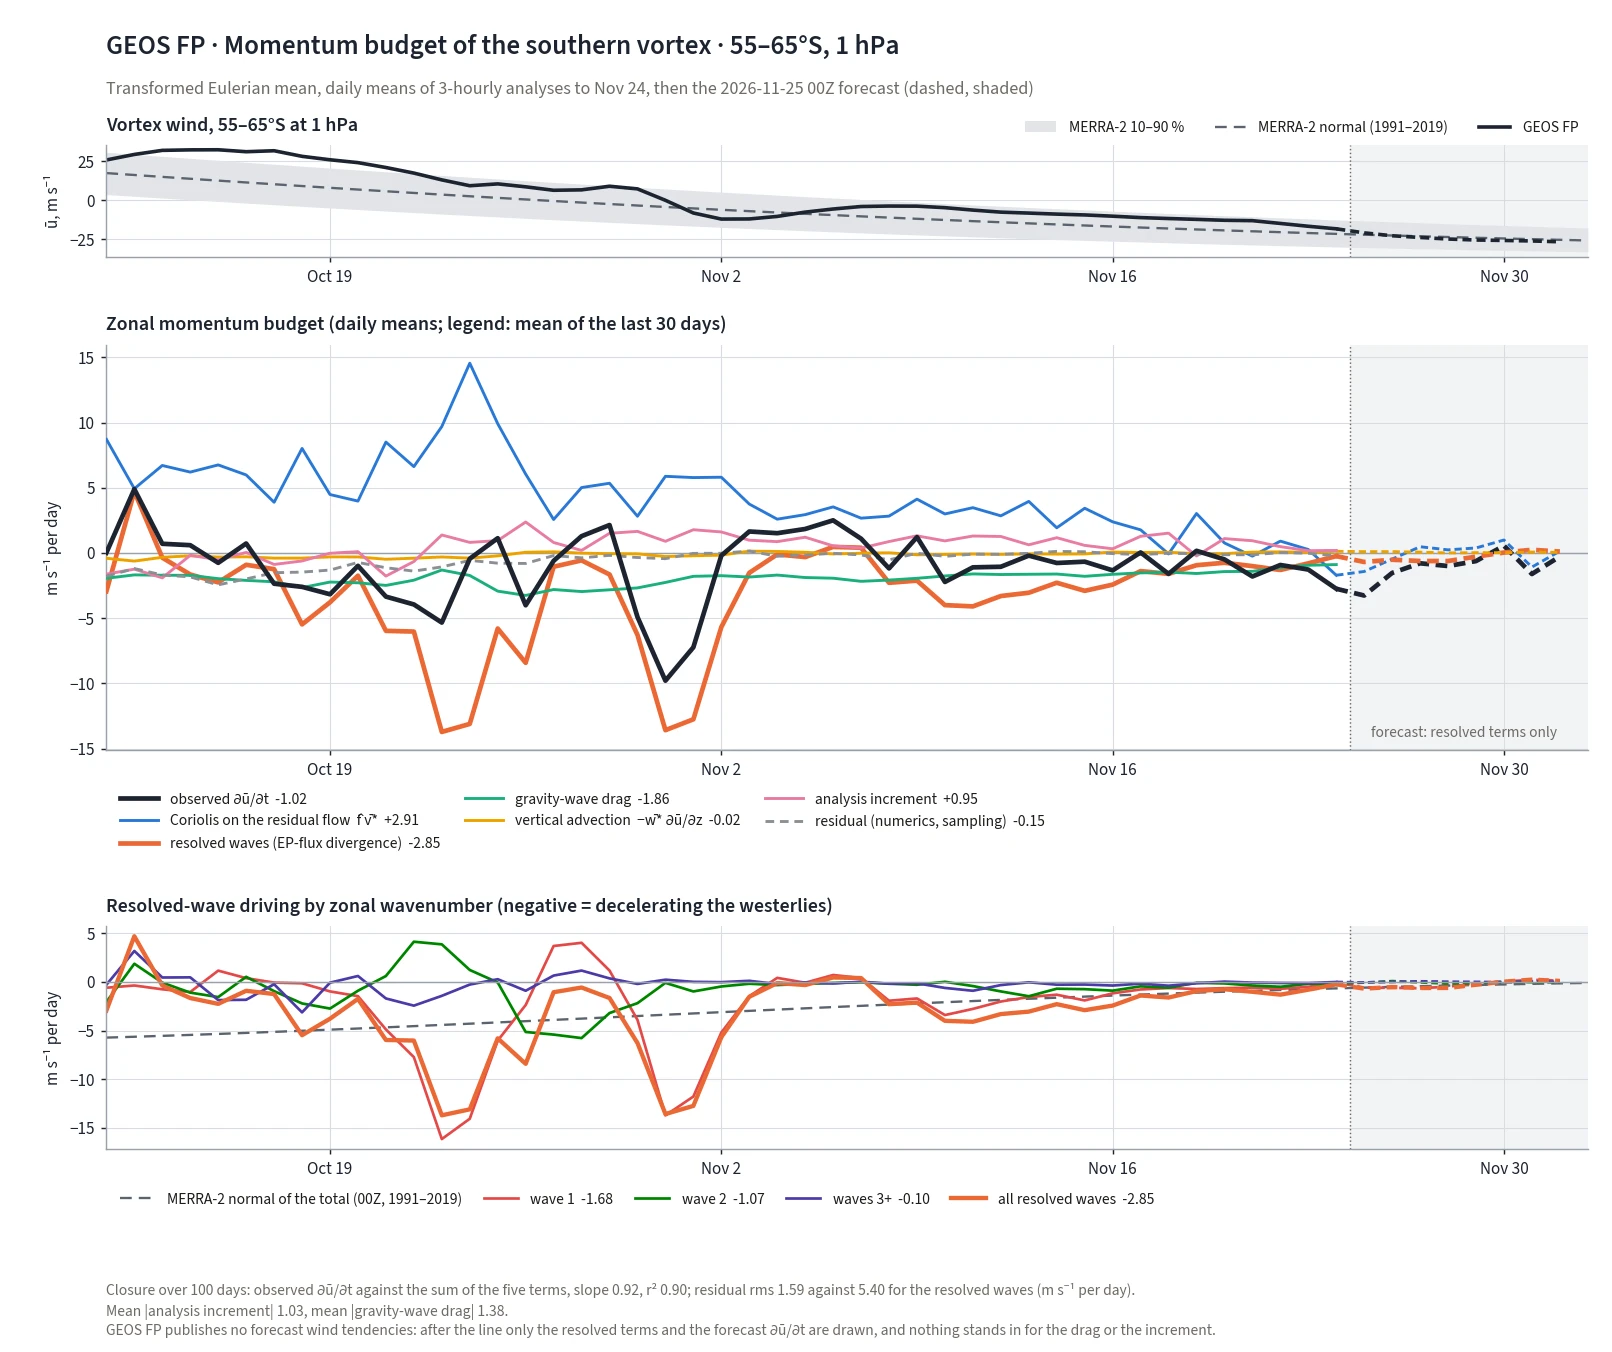 GEOS FP · Momentum budget of the southern vortex · 55–65°S, 1 hPa
Transformed Eulerian mean, daily means of 3-hourly analyses to Nov 24, then the 2026-11-25 00Z forecast (dashed, shaded)
Vortex wind, 55–65°S at 1 hPa
MERRA-2 10–90 %
MERRA-2 normal (1991–2019)
GEOS FP
ū, m s⁻¹
25
0
−25
Oct 19
Nov 2
Nov 16
Nov 30
Zonal momentum budget (daily means; legend: mean of the last 30 days)
m s⁻¹ per day
15
10
5
0
−5
−10
−15
forecast: resolved terms only
Oct 19
Nov 2
Nov 16
Nov 30
observed ∂ū/∂t -1.02
gravity-wave drag -1.86
analysis increment +0.95
Coriolis on the residual flow f v̄* +2.91
vertical advection −w̄* ∂ū/∂z -0.02
residual (numerics, sampling) -0.15
resolved waves (EP-flux divergence) -2.85
Resolved-wave driving by zonal wavenumber (negative = decelerating the westerlies)
m s⁻¹ per day
5
0
−5
−10
−15
Oct 19
Nov 2
Nov 16
Nov 30
MERRA-2 normal of the total (00Z, 1991–2019)
wave 1 -1.68
wave 2 -1.07
waves 3+ -0.10
all resolved waves -2.85
Closure over 100 days: observed ∂ū/∂t against the sum of the five terms, slope 0.92, r² 0.90; residual rms 1.59 against 5.40 for the resolved waves (m s⁻¹ per day).
Mean |analysis increment| 1.03, mean |gravity-wave drag| 1.38.
GEOS FP publishes no forecast wind tendencies: after the line only the resolved terms and the forecast ∂ū/∂t are drawn, and nothing stands in for the drag or the increment.